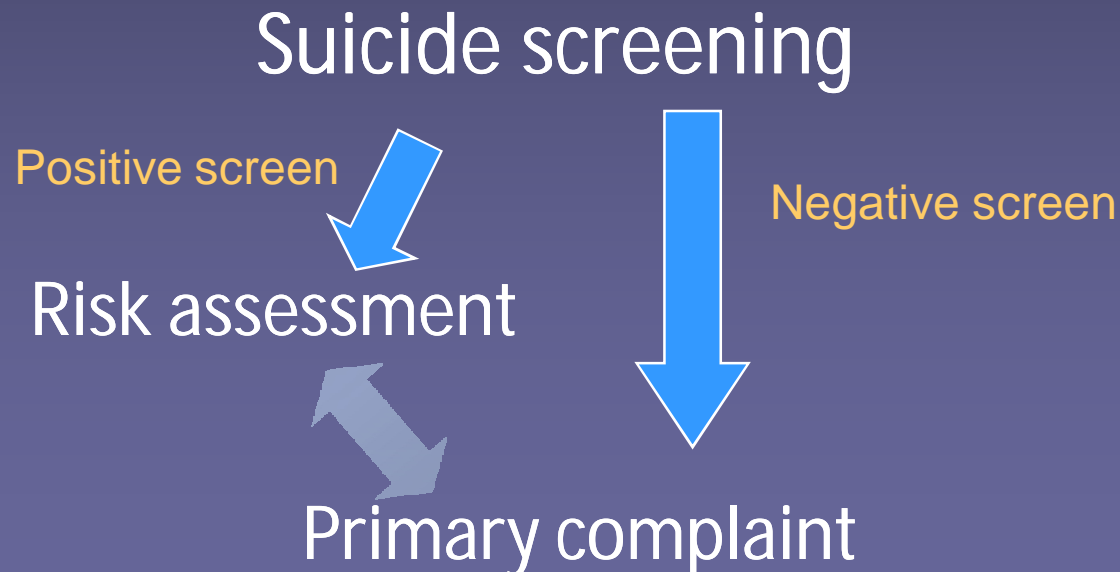 Suicide screening
Positive screen
Negative screen
Risk assessment
Primary complaint